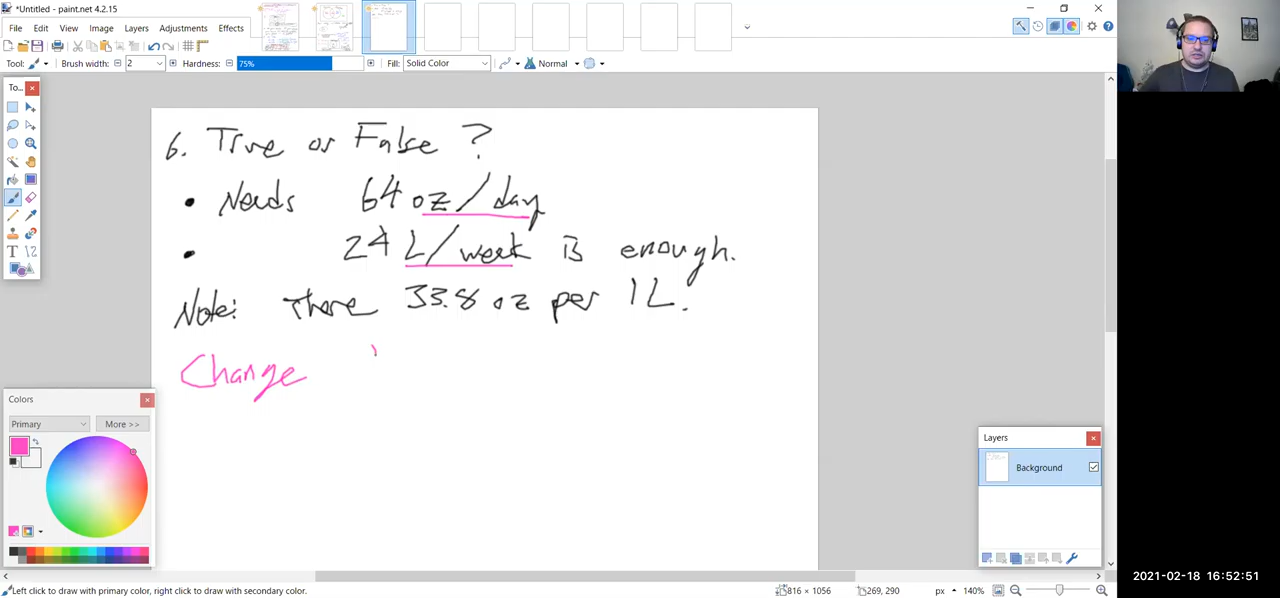 *Untitled - paint.net 4.2.15
File Edit View Image Layers Adjustments Effects
Tool: Brush width: 2 Hardness: 75% Fill: Solid Color Normal
To...
6. True or False ?
• Needs 64 oz/day
• 24 L/week is enough.
Note: There 33.8 oz per 1L.
Change
Colors
Primary More >>
Layers
Background
Left click to draw with primary color, right click to draw with secondary color.
816 x 1056
269, 290
px 140%
2021-02-18 16:52:51